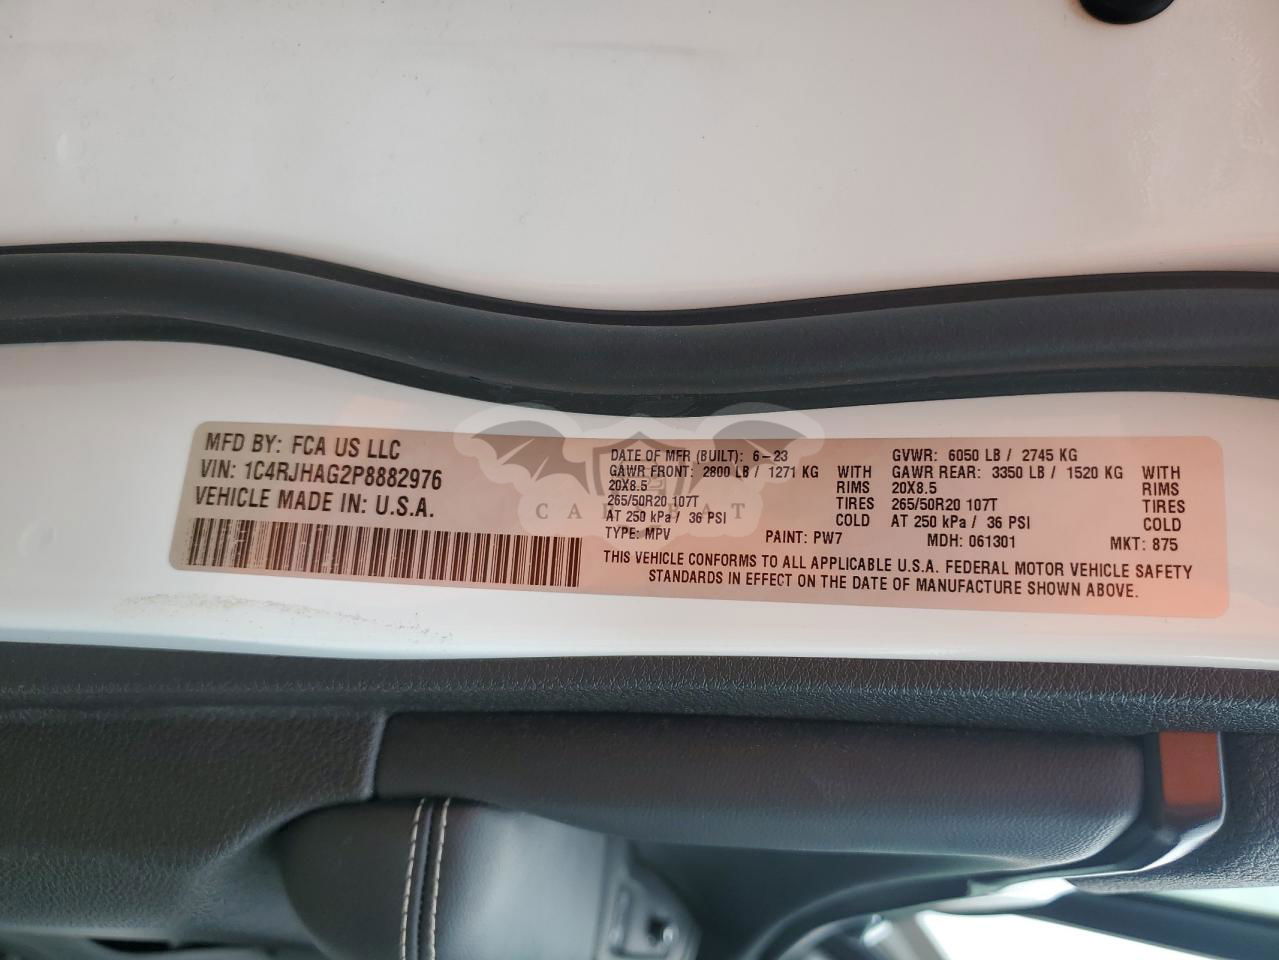 MFD BY: FCA US LLC
VIN: 1C4RJHAG2P8882976
VEHICLE MADE IN: U.S.A.
DATE OF MFR (BUILT): 6-23 GVWR: 6050 LB / 2745 KG
GAWR FRONT: 2800 LB / 1271 KG WITH GAWR REAR: 3350 LB / 1520 KG WITH
20X8.5 RIMS 20X8.5 RIMS
265/50R20 107T TIRES 265/50R20 107T TIRES
AT 250 kPa / 36 PSI COLD AT 250 kPa / 36 PSI COLD
TYPE: MPV PAINT: PW7 MDH: 061301 MKT: 875
THIS VEHICLE CONFORMS TO ALL APPLICABLE U.S.A. FEDERAL MOTOR VEHICLE SAFETY
STANDARDS IN EFFECT ON THE DATE OF MANUFACTURE SHOWN ABOVE.